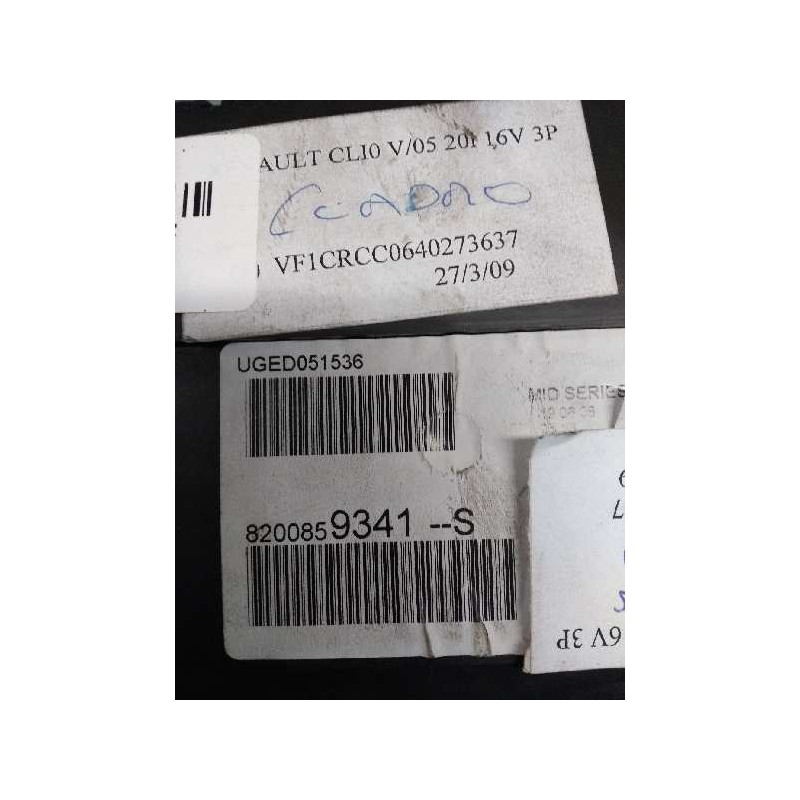 AULT CLIO V/05 20I 16V 3P
CUADRO
VF1CRCC0640273637
27/3/09
UGED051536
MID SERIES
8200859341 --S
6V 3P